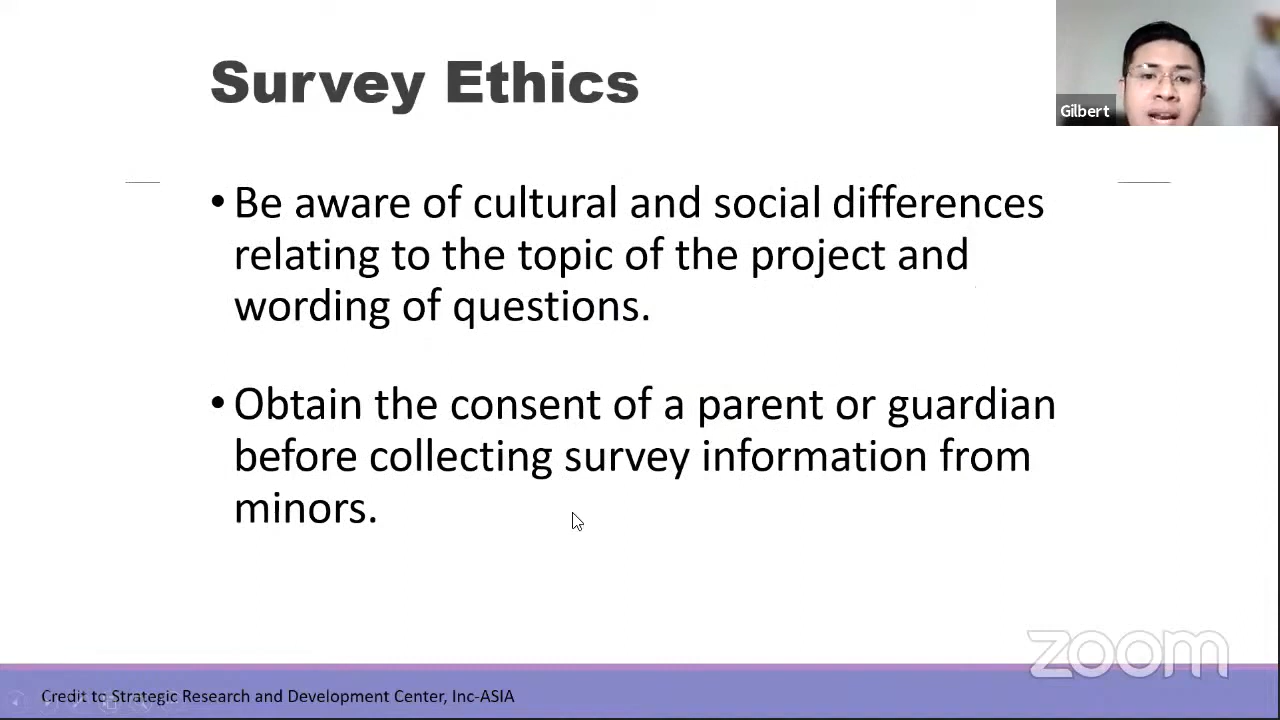 Survey Ethics
Gilbert
• Be aware of cultural and social differences
relating to the topic of the project and
wording of questions.
• Obtain the consent of a parent or guardian
before collecting survey information from
minors.
zoom
Credit to Strategic Research and Development Center, Inc-ASIA